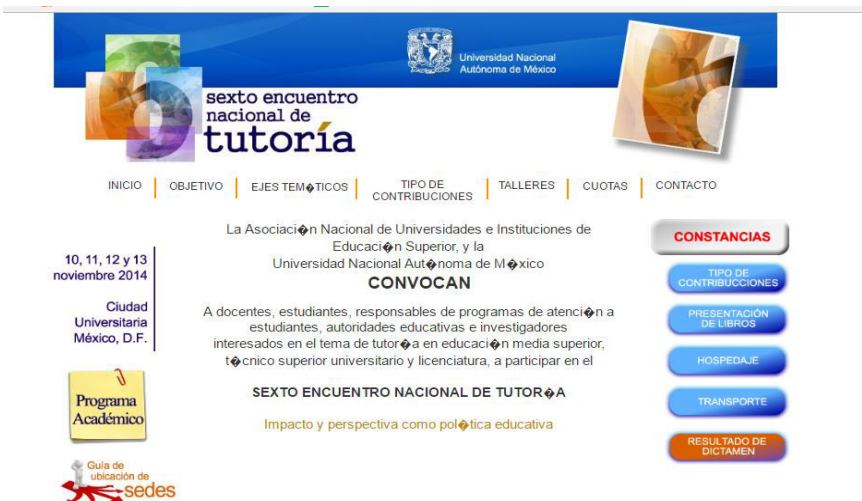 Universidad Nacional
Autónoma de México
sexto encuentro
nacional de
tutoría
INICIO
OBJETIVO
EJES TEM�TICOS
TIPO DE
CONTRIBUCIONES
TALLERES
CUOTAS
CONTACTO
10, 11, 12 y 13
noviembre 2014
Ciudad
Universitaria
México, D.F.
Programa
Académico
Guía de
ubicación de
sedes
La Asociaci�n Nacional de Universidades e Instituciones de
Educaci�n Superior, y la
Universidad Nacional Aut�noma de M�xico
CONVOCAN
A docentes, estudiantes, responsables de programas de atenci�n a
estudiantes, autoridades educativas e investigadores
interesados en el tema de tutor�a en educaci�n media superior,
t�cnico superior universitario y licenciatura, a participar en el
SEXTO ENCUENTRO NACIONAL DE TUTOR�A
Impacto y perspectiva como pol�tica educativa
CONSTANCIAS
TIPO DE
CONTRIBUCCIONES
PRESENTACIÓN
DE LIBROS
HOSPEDAJE
TRANSPORTE
RESULTADO DE
DICTAMEN